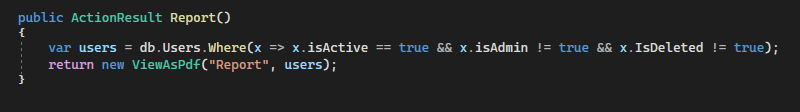 public ActionResult Report()
{
var users = db.Users.Where(x => x.isActive == true && x.isAdmin != true && x.IsDeleted != true);
return new ViewAsPdf("Report", users);
}